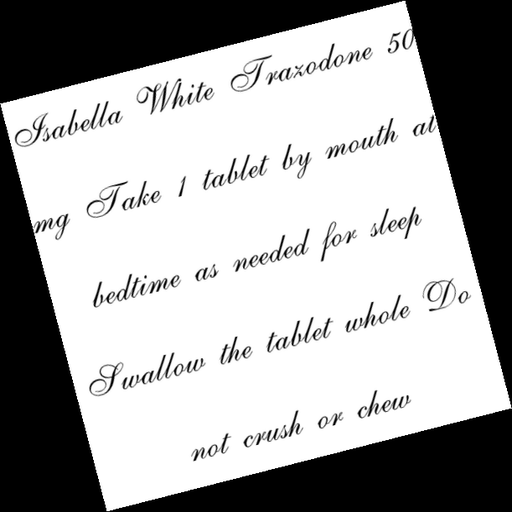 Isabella White Trazodone 50
mg Take 1 tablet by mouth at
bedtime as needed for sleep
Swallow the tablet whole Do
not crush or chew